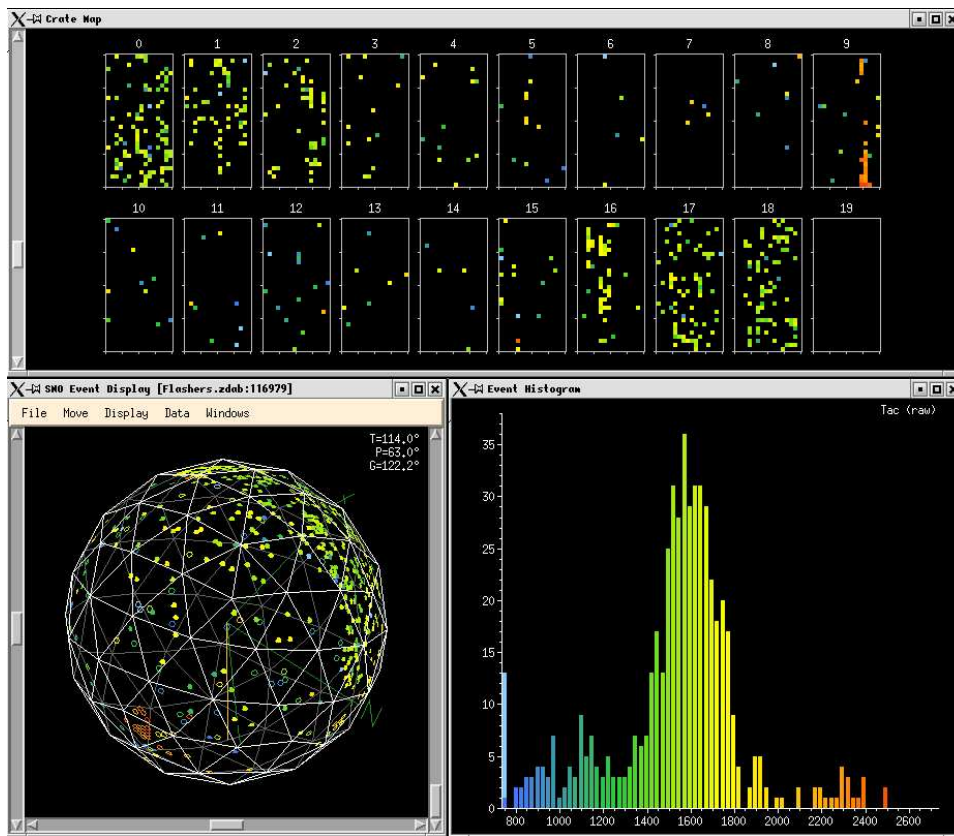 Crate Map
0 1 2 3 4 5 6 7 8 9
10 11 12 13 14 15 16 17 18 19
SNO Event Display [Flashers.zdab:116979]
File Move Display Data Windows
T=114.0°
P=63.0°
G=122.2°
Event Histogram
Tac (raw)
35
30
25
20
15
10
5
0
800 1000 1200 1400 1600 1800 2000 2200 2400 2600